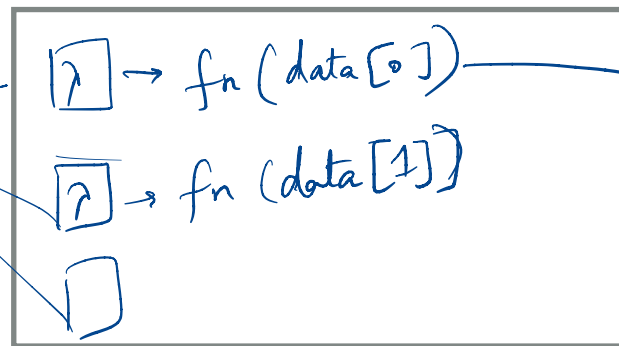 λ → fn (data[0])
λ → fn (data[1])